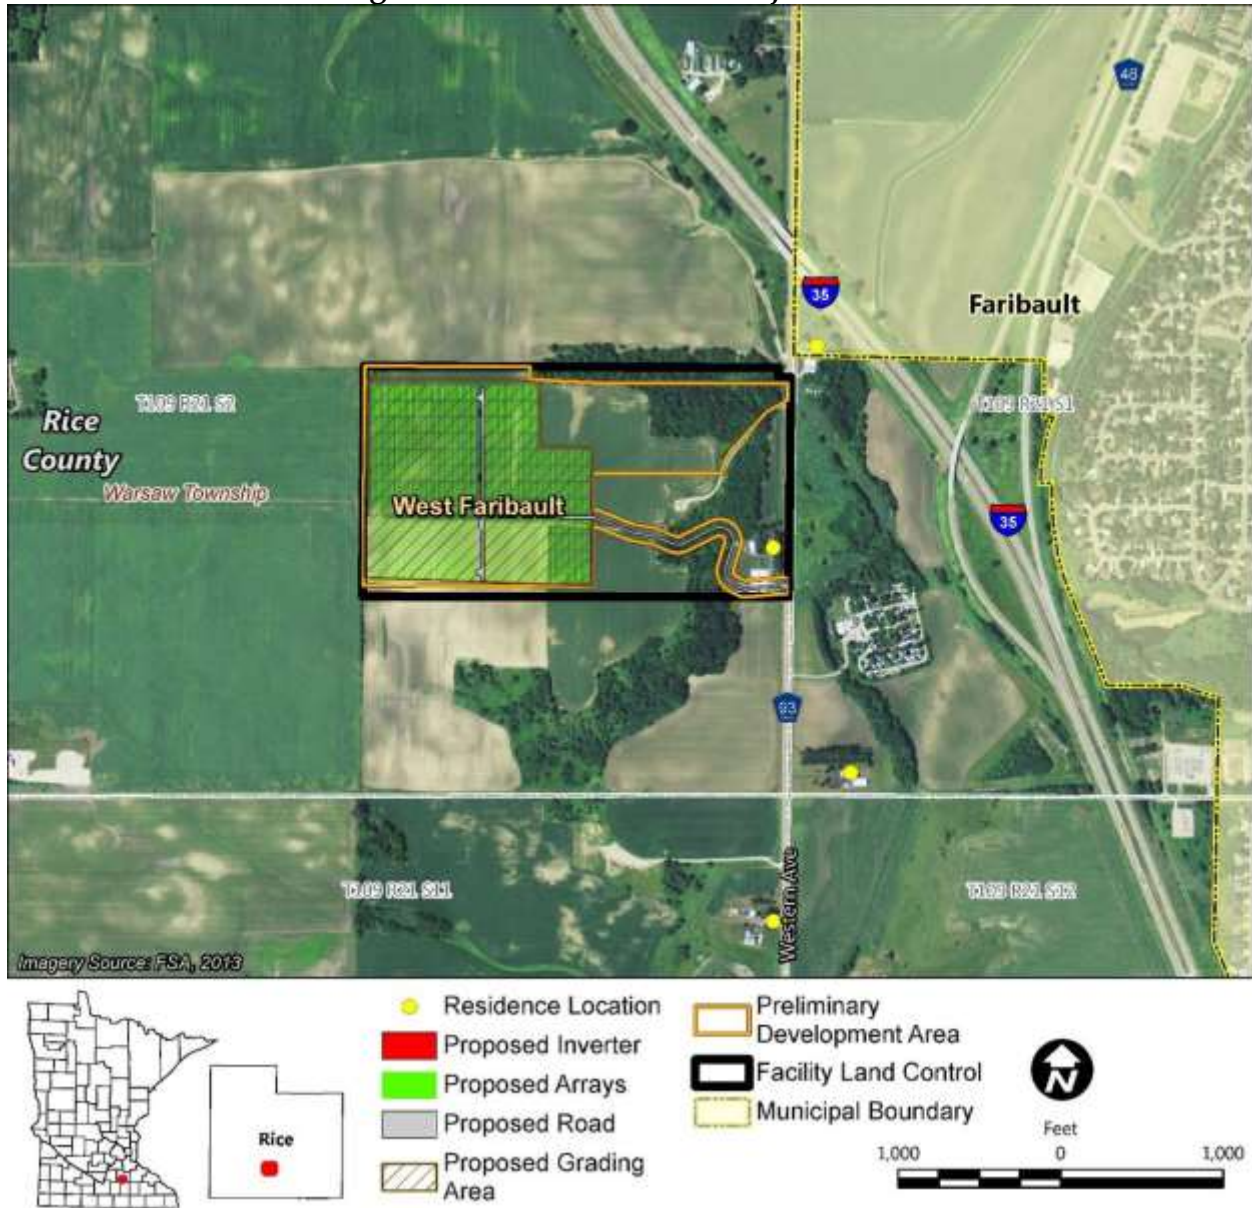 46
35
Faribault
T109 R21 S2
T109 R21 S1
Rice
County
Warsaw Township
West Faribault
35
93
Western Ave
T109 R21 S11
T109 R21 S12
Imagery Source: FSA, 2013
Residence Location
Proposed Inverter
Proposed Arrays
Proposed Road
Proposed Grading
Area
Preliminary
Development Area
Facility Land Control
Municipal Boundary
Rice
N
Feet
1,000 0 1,000